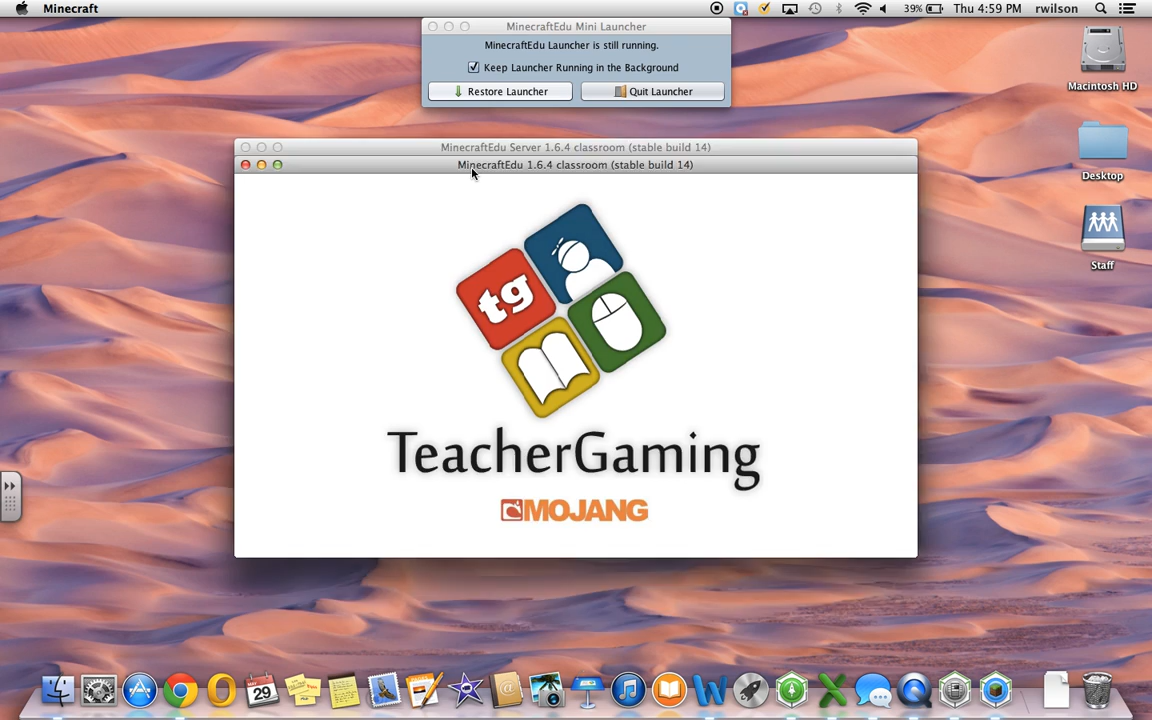 Minecraft
39%
Thu 4:59 PM
rwilson
MinecraftEdu Mini Launcher
MinecraftEdu Launcher is still running.
Keep Launcher Running in the Background
Restore Launcher
Quit Launcher
Macintosh HD
Desktop
Staff
MinecraftEdu Server 1.6.4 classroom (stable build 14)
MinecraftEdu 1.6.4 classroom (stable build 14)
tg
TeacherGaming
MOJANG
29